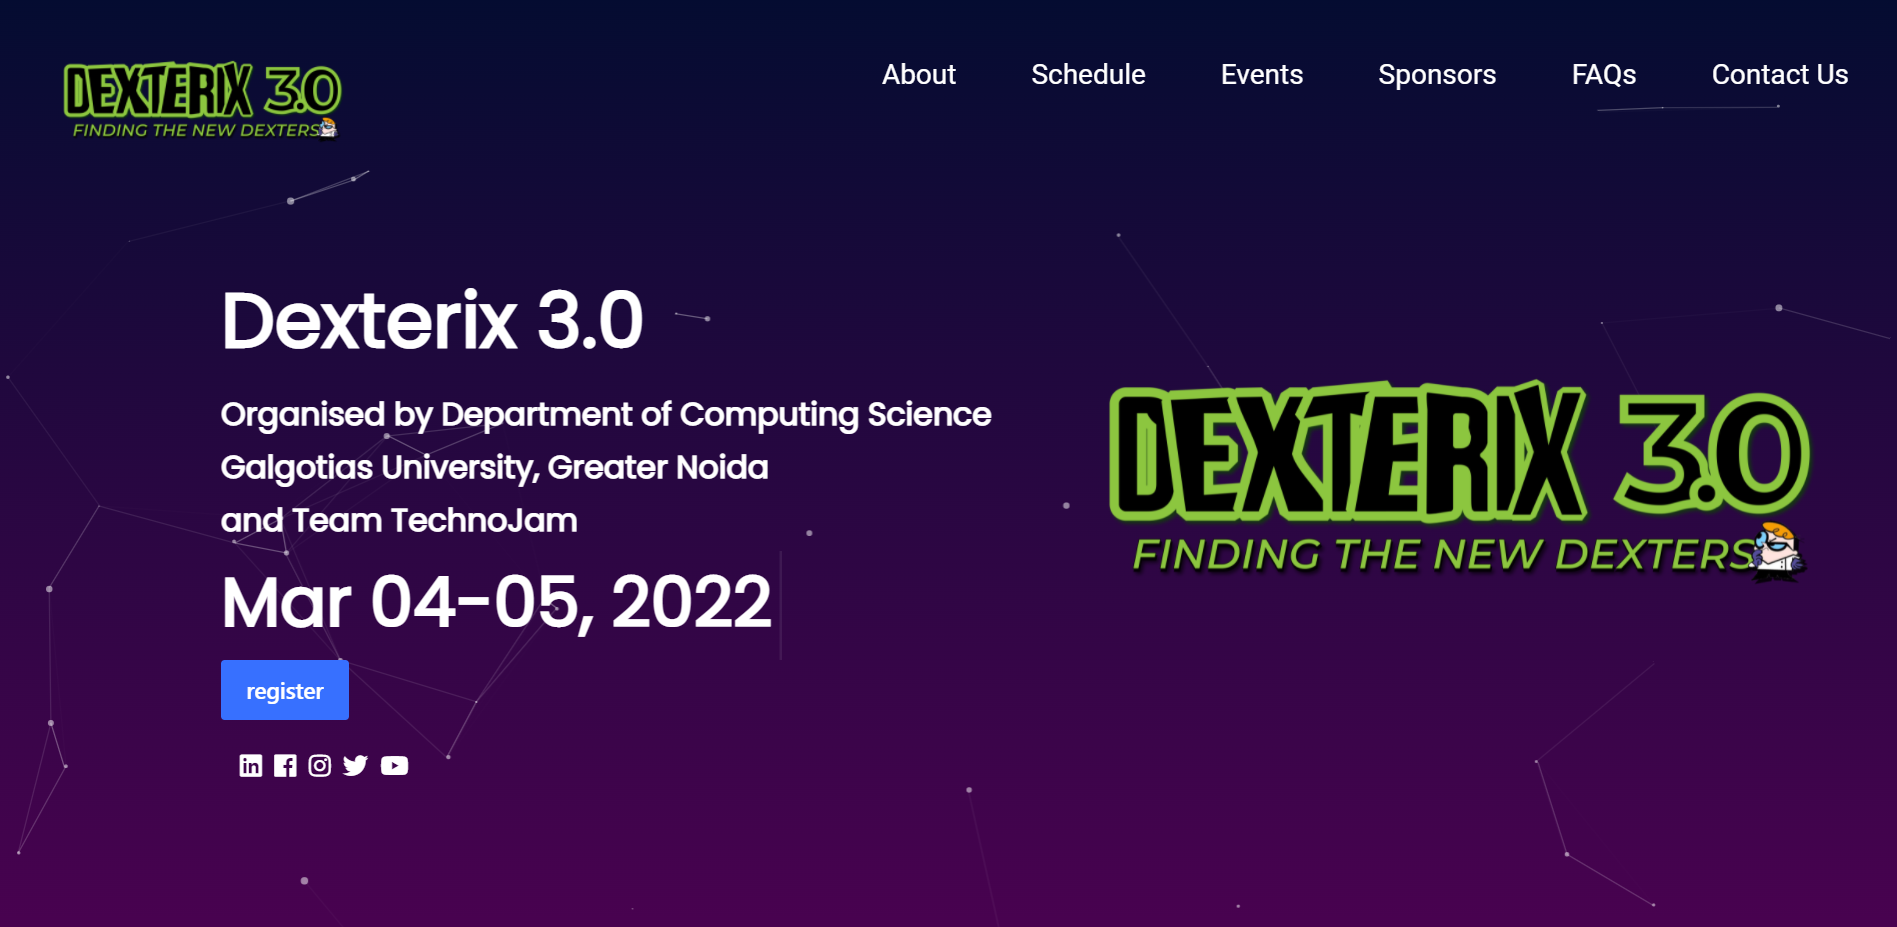 DEXTERIX 3.0
FINDING THE NEW DEXTERS
About Schedule Events Sponsors FAQs Contact Us
Dexterix 3.0
Organised by Department of Computing Science
Galgotias University, Greater Noida
and Team TechnoJam
Mar 04-05, 2022
register
DEXTERIX 3.0
FINDING THE NEW DEXTERS